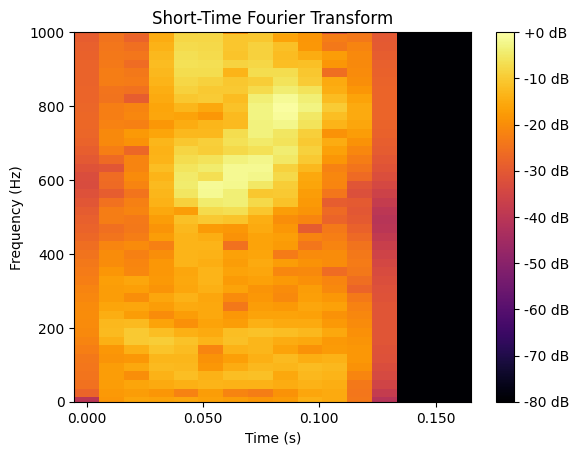 Short-Time Fourier Transform
1000
800
600
400
200
0
Frequency (Hz)
0.000
0.050
0.100
0.150
Time (s)
+0 dB
-10 dB
-20 dB
-30 dB
-40 dB
-50 dB
-60 dB
-70 dB
-80 dB